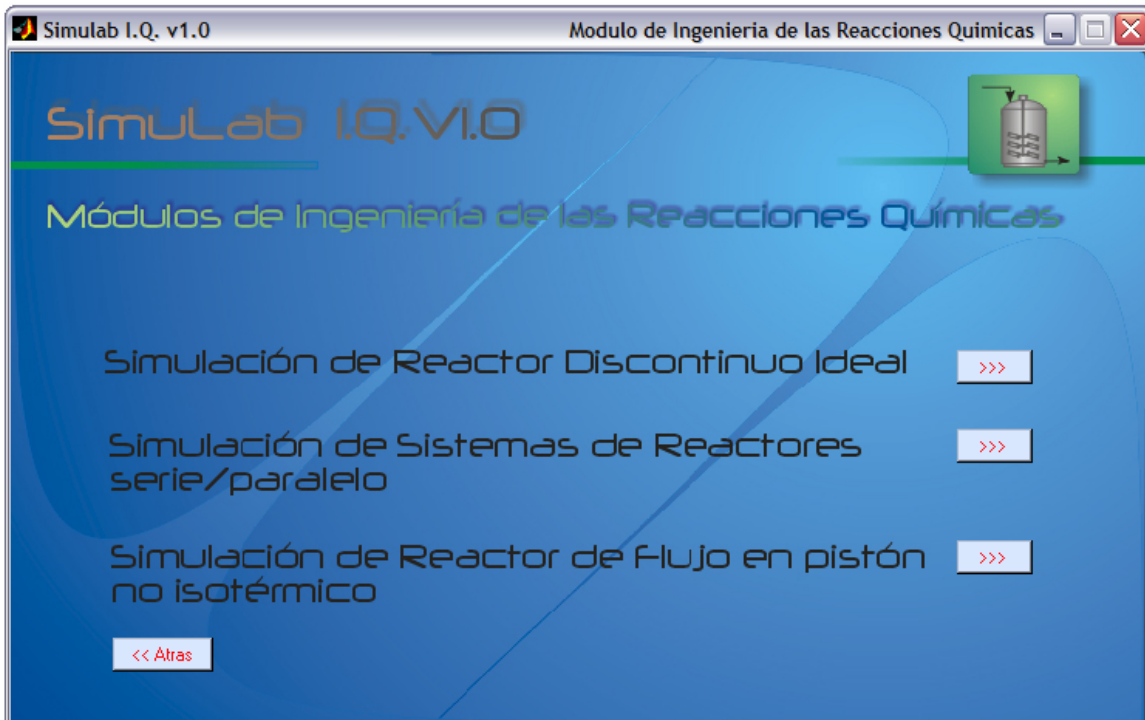 Simulab I.Q. v1.0 Modulo de Ingenieria de las Reacciones Quimicas
SimuLab I.Q. V1.0
Módulos de Ingeniería de las Reacciones Químicas
Simulación de Reactor Discontinuo Ideal >>>
Simulación de Sistemas de Reactores >>>
serie/paralelo
Simulación de Reactor de Flujo en pistón >>>
no isotérmico
<< Atras